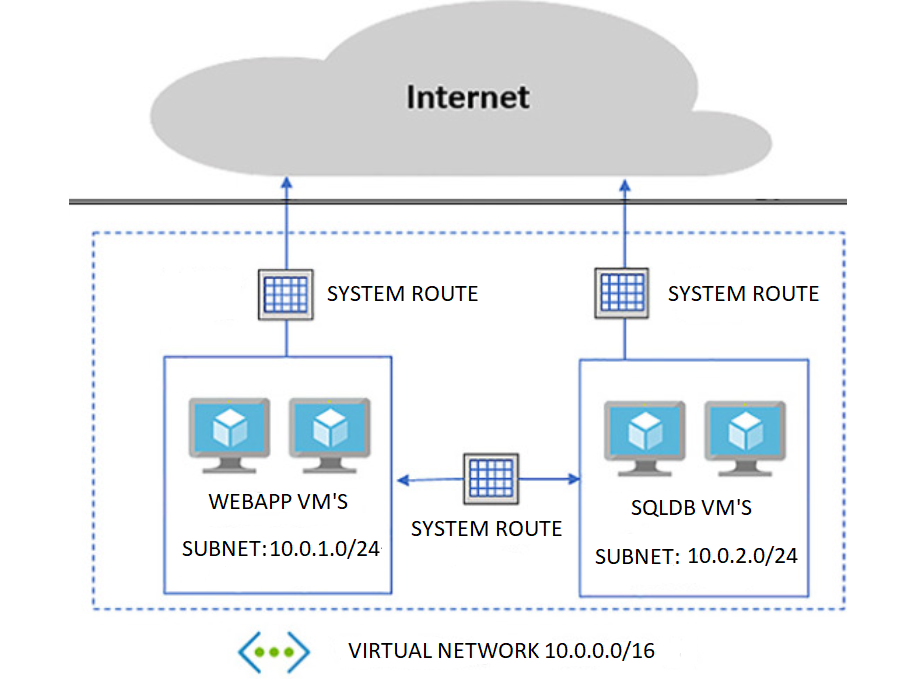 Internet
SYSTEM ROUTE
SYSTEM ROUTE
WEBAPP VM'S
SUBNET:10.0.1.0/24
SYSTEM ROUTE
SQLDB VM'S
SUBNET: 10.0.2.0/24
VIRTUAL NETWORK 10.0.0.0/16